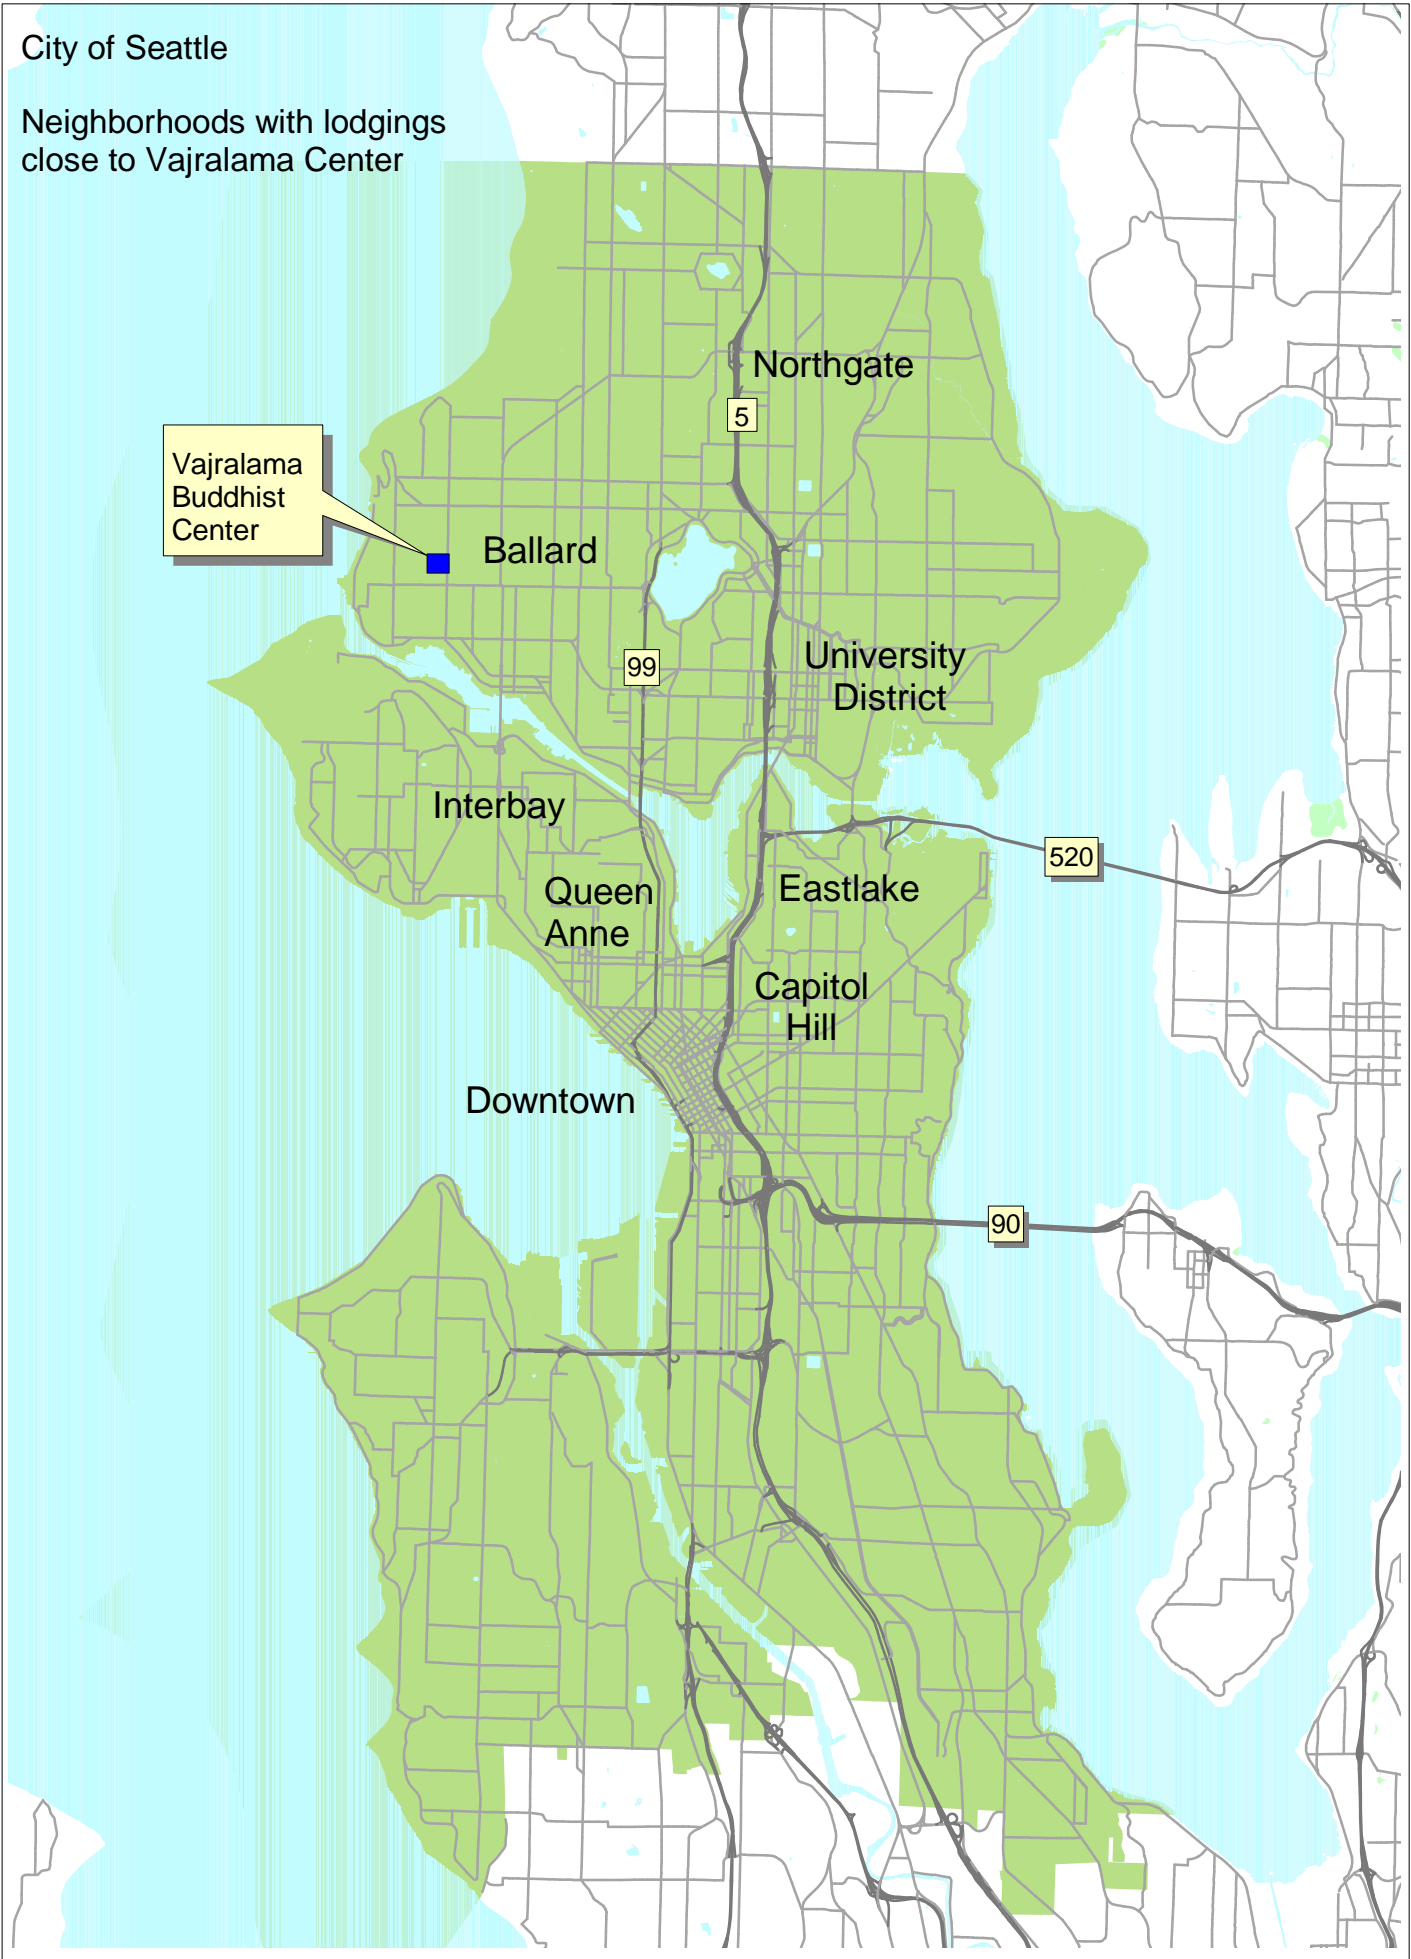 City of Seattle
Neighborhoods with lodgings
close to Vajralama Center
Northgate
5
Vajralama
Buddhist
Center
Ballard
99
University
District
Interbay
520
Queen
Anne
Eastlake
Capitol
Hill
Downtown
90